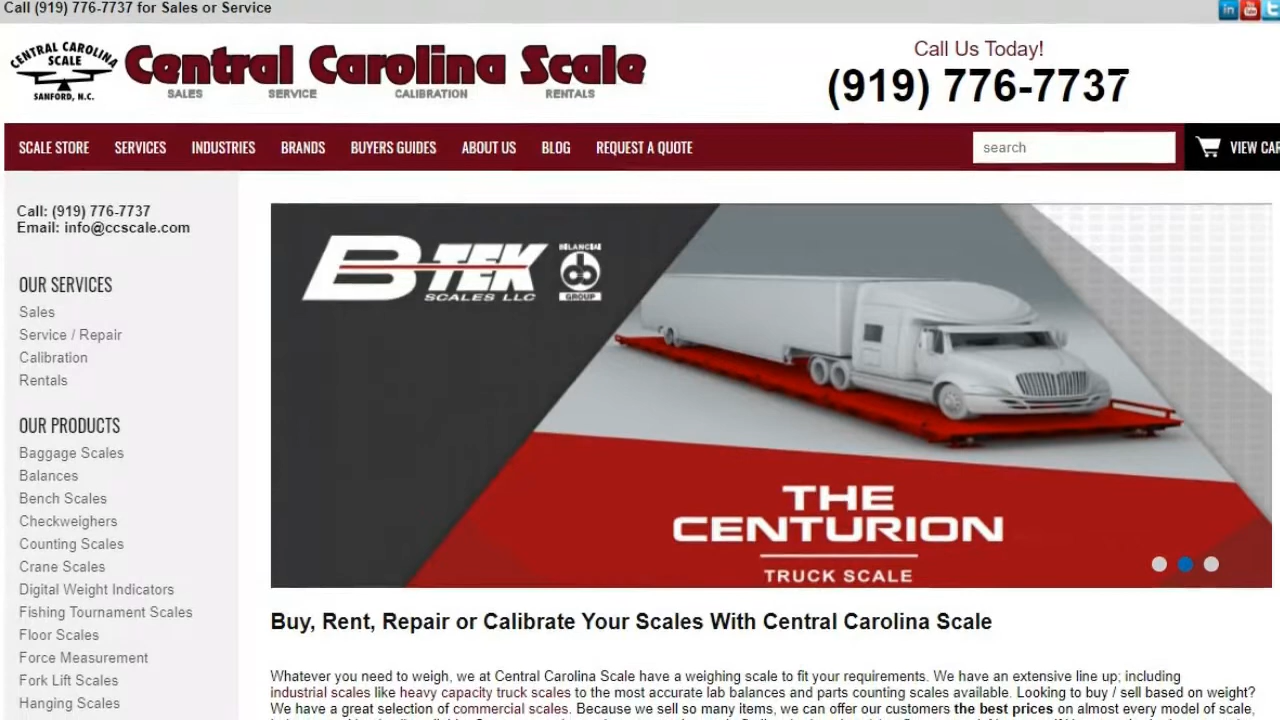 Call (919) 776-7737 for Sales or Service
in
You
CENTRAL CAROLINA
SCALE
SANFORD, N.C.
Central Carolina Scale
SALES SERVICE CALIBRATION RENTALS
Call Us Today!
(919) 776-7737
SCALE STORE SERVICES INDUSTRIES BRANDS BUYERS GUIDES ABOUT US BLOG REQUEST A QUOTE search VIEW CAR
Call: (919) 776-7737
Email: info@ccscale.com
OUR SERVICES
Sales
Service / Repair
Calibration
Rentals
OUR PRODUCTS
Baggage Scales
Balances
Bench Scales
Checkweighers
Counting Scales
Crane Scales
Digital Weight Indicators
Fishing Tournament Scales
Floor Scales
Force Measurement
Fork Lift Scales
Hanging Scales
B-TEK
SCALES LLC
BILANCIAI
GROUP
THE
CENTURION
TRUCK SCALE
Buy, Rent, Repair or Calibrate Your Scales With Central Carolina Scale
Whatever you need to weigh, we at Central Carolina Scale have a weighing scale to fit your requirements. We have an extensive line up; including
industrial scales like heavy capacity truck scales to the most accurate lab balances and parts counting scales available. Looking to buy / sell based on weight?
We have a great selection of commercial scales. Because we sell so many items, we can offer our customers the best prices on almost every model of scale,